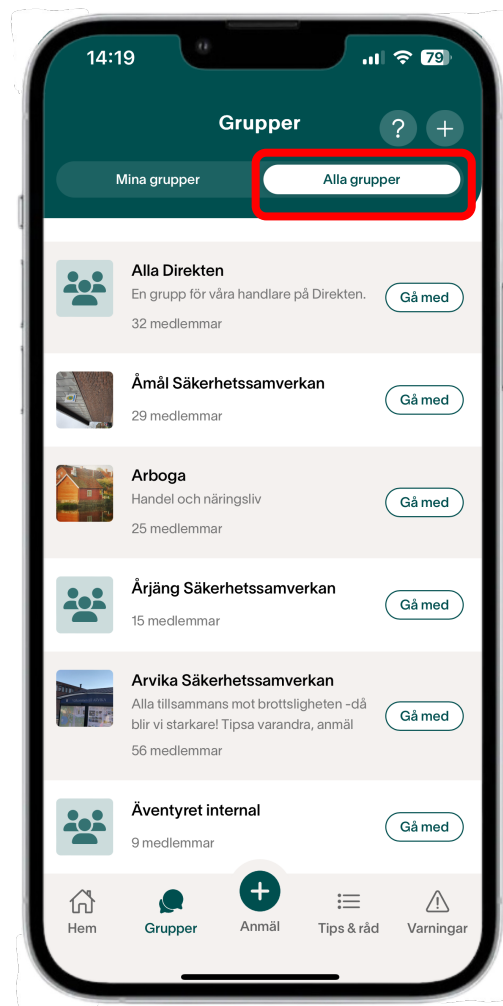 14:19
79
Grupper
?
+
Mina grupper
Alla grupper
Alla Direkten
En grupp för våra handlare på Direkten.
32 medlemmar
Gå med
Åmål Säkerhetssamverkan
29 medlemmar
Gå med
Arboga
Handel och näringsliv
25 medlemmar
Gå med
Årjäng Säkerhetssamverkan
15 medlemmar
Gå med
Arvika Säkerhetssamverkan
Alla tillsammans mot brottsligheten -då
blir vi starkare! Tipsa varandra, anmäl
56 medlemmar
Gå med
Äventyret internal
9 medlemmar
Gå med
Hem
Grupper
Anmäl
Tips & råd
Varningar